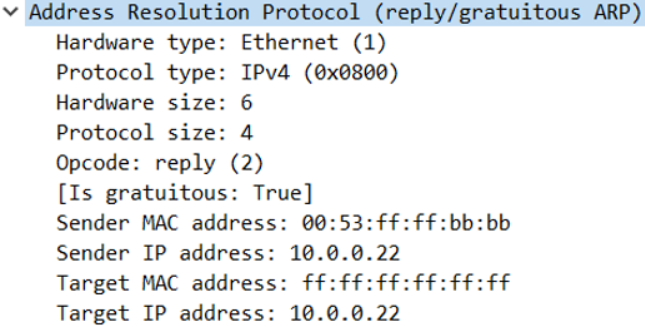 Address Resolution Protocol (reply/gratuitous ARP)
Hardware type: Ethernet (1)
Protocol type: IPv4 (0x0800)
Hardware size: 6
Protocol size: 4
Opcode: reply (2)
[Is gratuitous: True]
Sender MAC address: 00:53:ff:ff:bb:bb
Sender IP address: 10.0.0.22
Target MAC address: ff:ff:ff:ff:ff:ff
Target IP address: 10.0.0.22